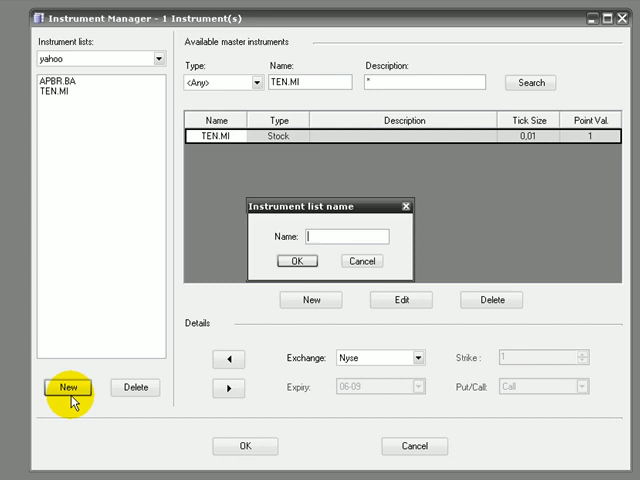 Instrument Manager - 1 Instrument(s)
Instrument lists:
yahoo
APBR.BA
TEN.MI
New
Delete
Available master instruments
Type:
Name:
Description:
<Any>
TEN.MI
*
Search
Name
Type
Description
Tick Size
Point Val.
TEN.MI
Stock
0,01
1
Instrument list name
Name:
OK
Cancel
New
Edit
Delete
Details
Exchange:
Nyse
Strike :
1
Expiry:
06-09
Put/Call:
Call
OK
Cancel